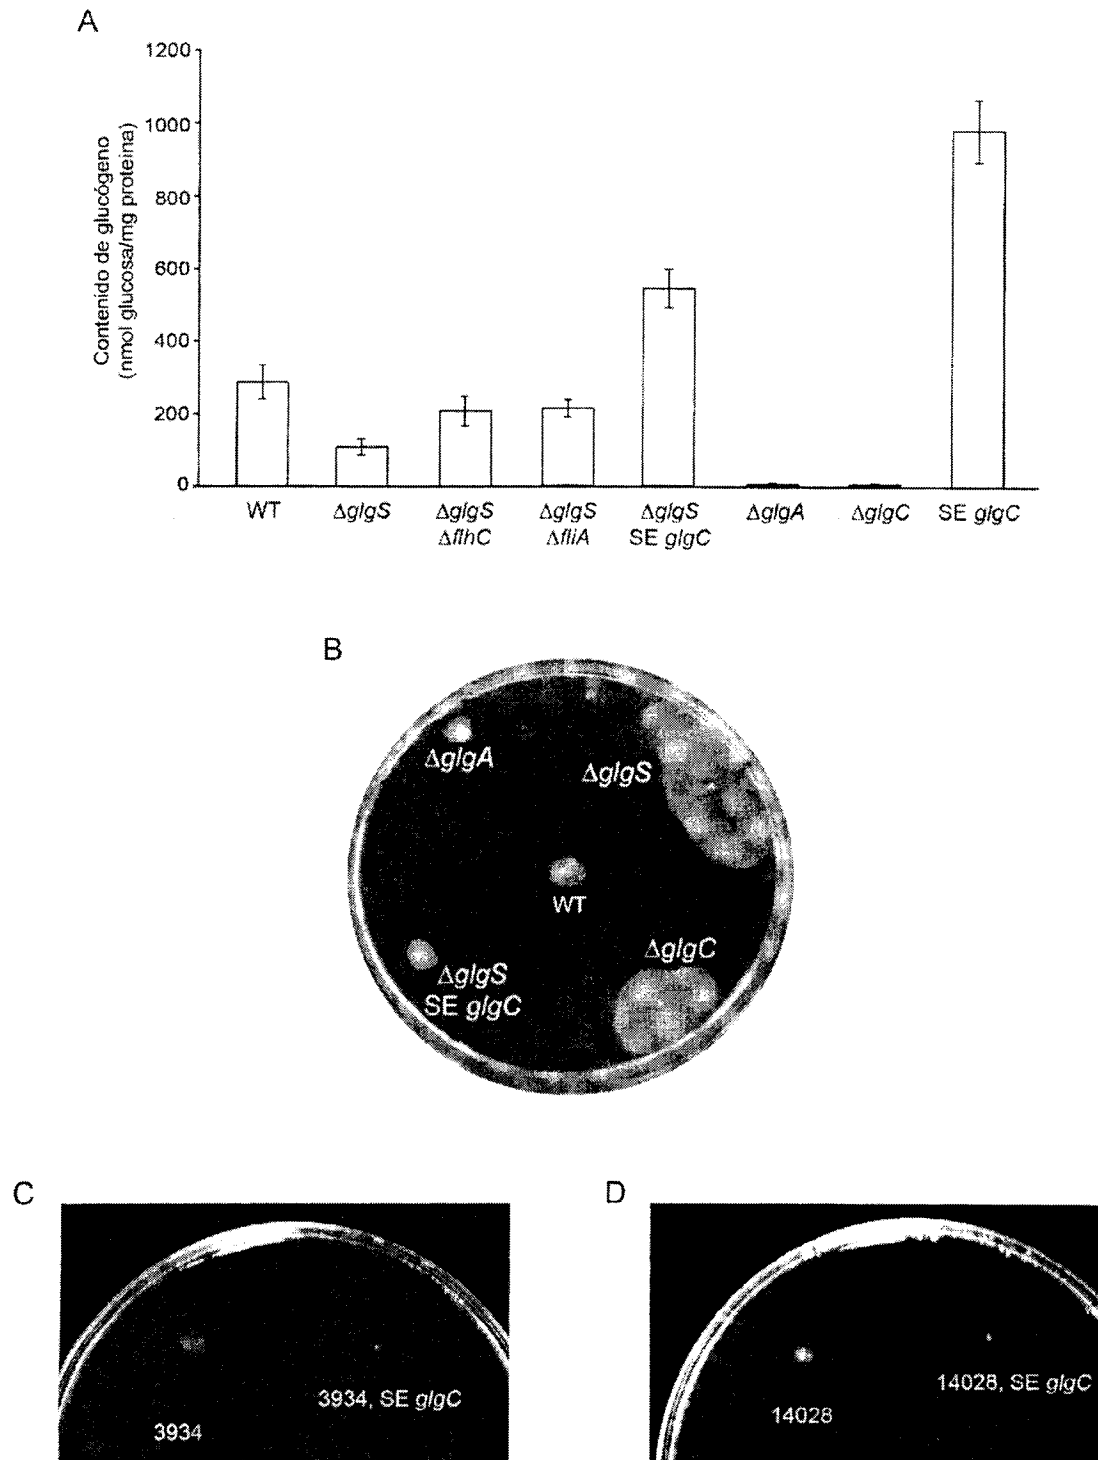 A
1200
1000
800
600
400
200
0
Contenido de glucógeno
(nmol glucosa/mg proteína)
WT
ΔglgS
ΔglgS
ΔflhC
ΔglgS
ΔfliA
ΔglgS
SE glgC
ΔglgA
ΔglgC
SE glgC
B
ΔglgA
ΔglgS
WT
ΔglgS
SE glgC
ΔglgC
C
3934
3934, SE glgC
D
14028
14028, SE glgC